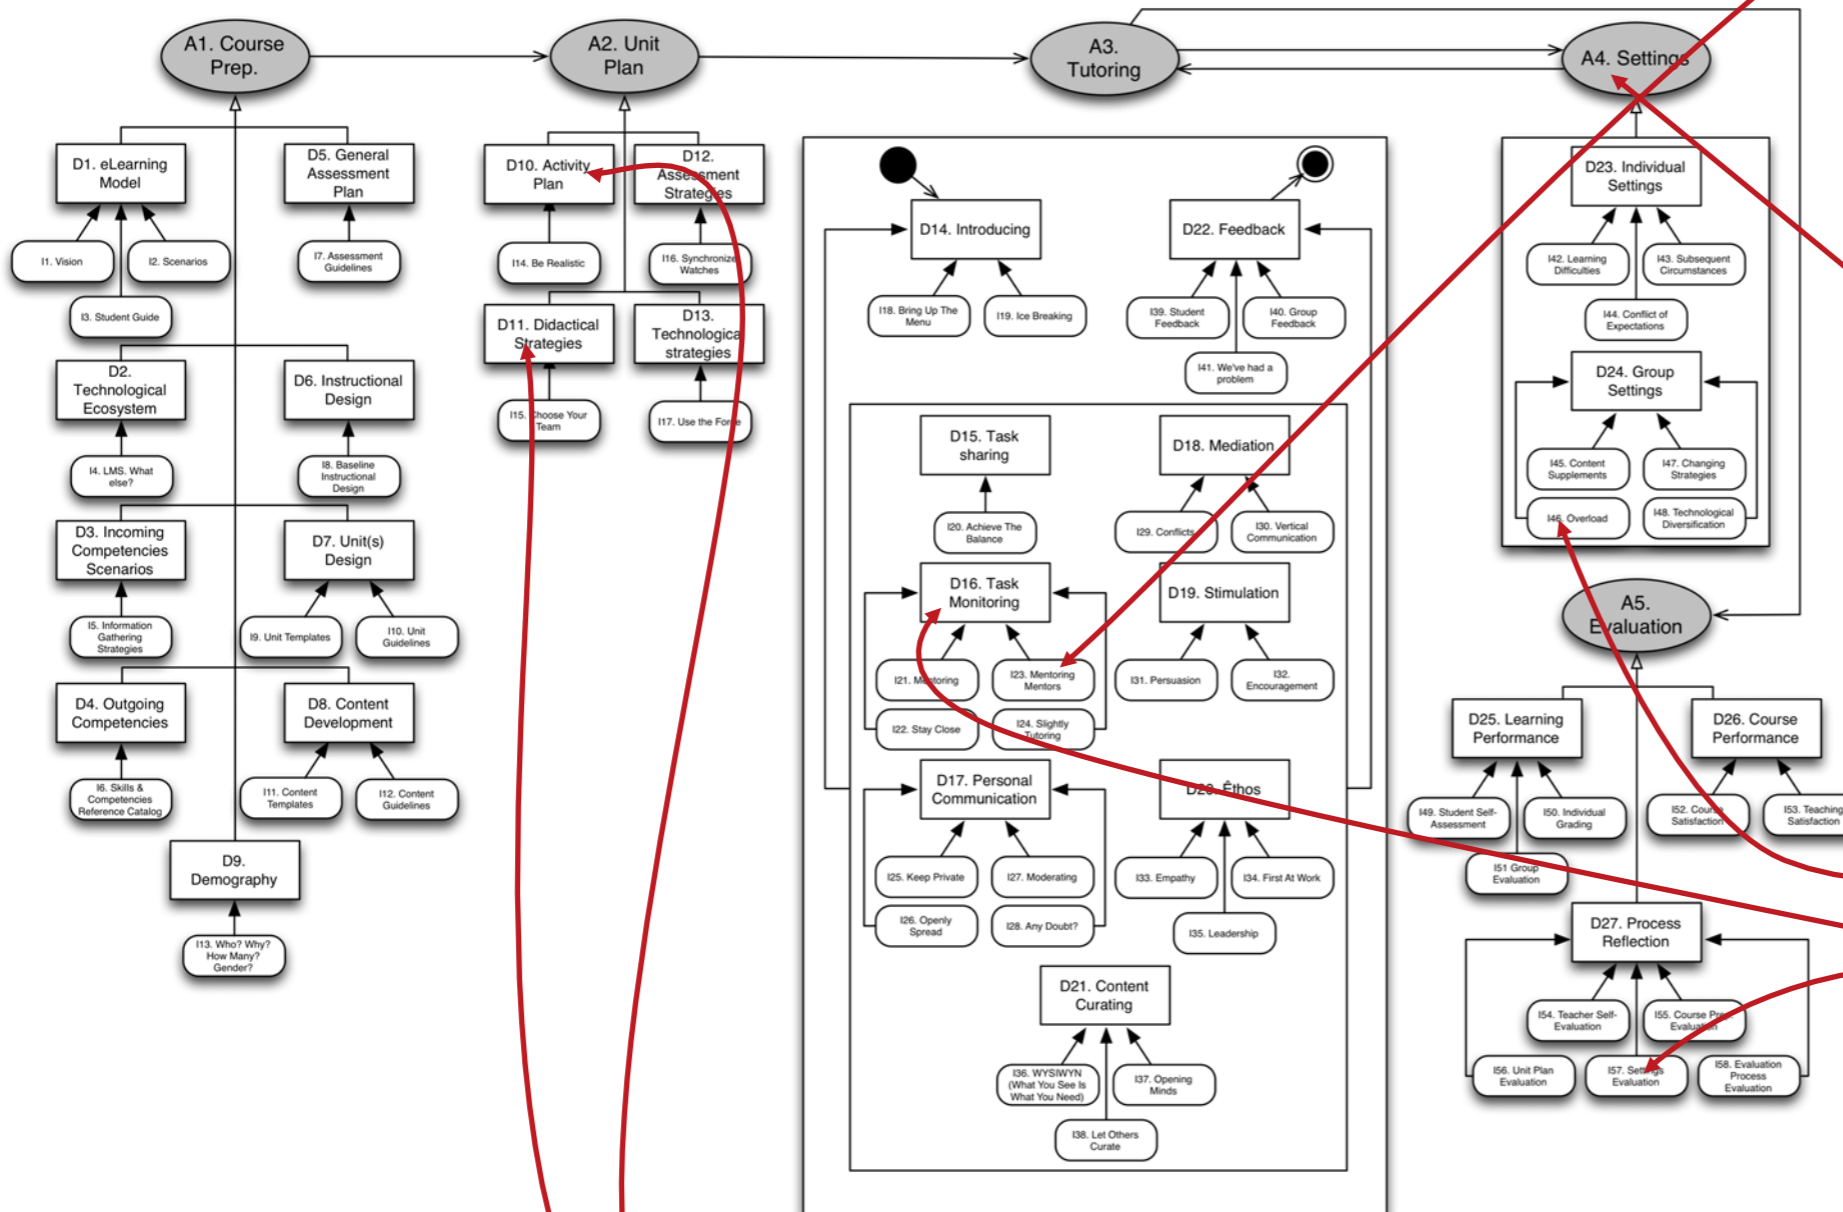 A1. Course
Prep.
A2. Unit
Plan
A3.
Tutoring
A4. Settings
D1. eLearning
Model
D5. General
Assessment
Plan
I1. Vision
I2. Scenarios
I7. Assessment
Guidelines
I3. Student Guide
D2.
Technological
Ecosystem
D6. Instructional
Design
I4. LMS. What
else?
I8. Baseline
Instructional
Design
D3. Incoming
Competencies
Scenarios
D7. Unit(s)
Design
I5. Information
Gathering
Strategies
I9. Unit Templates
I10. Unit
Guidelines
D4. Outgoing
Competencies
D8. Content
Development
I6. Skills &
Competencies
Reference Catalog
I11. Content
Templates
I12. Content
Guidelines
D9.
Demography
I13. Who? Why?
How Many?
Gender?
D10. Activity
Plan
D12.
Assessment
Strategies
I14. Be Realistic
I16. Synchronize
Watches
D11. Didactical
Strategies
D13.
Technological
strategies
I15. Choose Your
Team
I17. Use the Force
D14. Introducing
D22. Feedback
I18. Bring Up The
Menu
I19. Ice Breaking
I39. Student
Feedback
I40. Group
Feedback
I41. We've had a
problem
D15. Task
sharing
D18. Mediation
I20. Achieve The
Balance
I29. Conflicts
I30. Vertical
Communication
D16. Task
Monitoring
D19. Stimulation
I21. Mentoring
I23. Mentoring
Mentors
I31. Persuasion
I32.
Encouragement
I22. Stay Close
I24. Slightly
Tutoring
D17. Personal
Communication
D20. Êthos
I25. Keep Private
I27. Moderating
I33. Empathy
I34. First At Work
I26. Openly
Spread
I28. Any Doubt?
I35. Leadership
D21. Content
Curating
I36. WYSIWYN
(What You See Is
What You Need)
I37. Opening
Minds
I38. Let Others
Curate
D23. Individual
Settings
I42. Learning
Difficulties
I43. Subsequent
Circumstances
I44. Conflict of
Expectations
D24. Group
Settings
I45. Content
Supplements
I47. Changing
Strategies
I46. Overload
I48. Technological
Diversification
A5.
Evaluation
D25. Learning
Performance
D26. Course
Performance
I49. Student Self-
Assessment
I50. Individual
Grading
I52. Course
Satisfaction
I53. Teaching
Satisfaction
I51 Group
Evaluation
D27. Process
Reflection
I54. Teacher Self-
Evaluation
I55. Course Prep.
Evaluation
I56. Unit Plan
Evaluation
I57. Settings
Evaluation
I58. Evaluation
Process
Evaluation